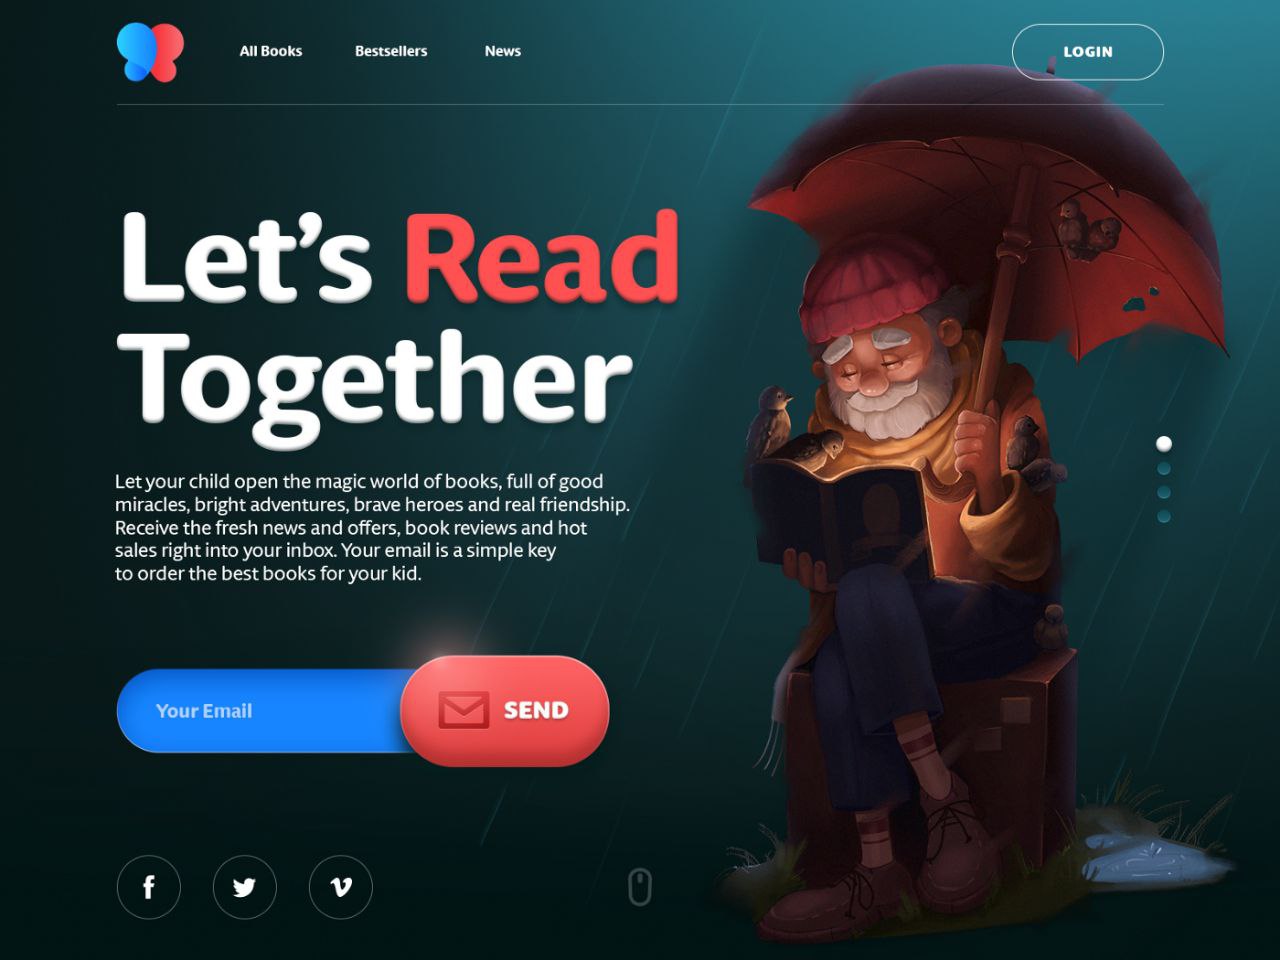 All Books
Bestsellers
News
LOGIN
Let’s Read
Together
Let your child open the magic world of books, full of good
miracles, bright adventures, brave heroes and real friendship.
Receive the fresh news and offers, book reviews and hot
sales right into your inbox. Your email is a simple key
to order the best books for your kid.
Your Email
SEND